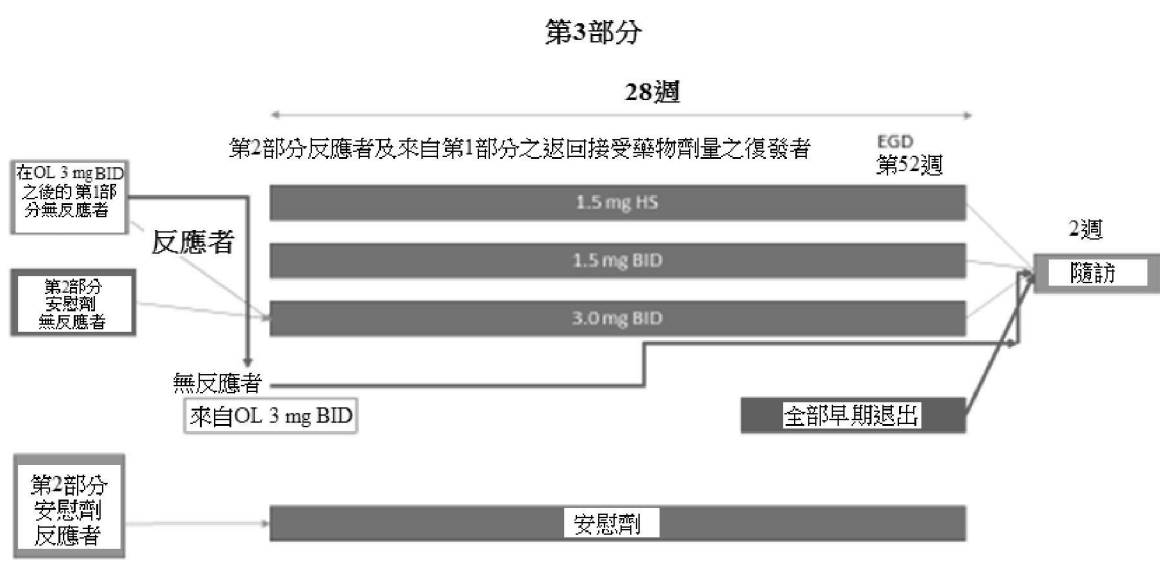 第3部分
28週
第2部分反應者及來自第1部分之返回接受藥物劑量之復發者
EGD
第52週
在OL 3 mg BID
之後的 第1部
分無反應者
反應者
1.5 mg HS
1.5 mg BID
3.0 mg BID
2週
隨訪
第2部分
安慰劑
無反應者
無反應者
來自OL 3 mg BID
全部早期退出
第2部分
安慰劑
反應者
安慰劑